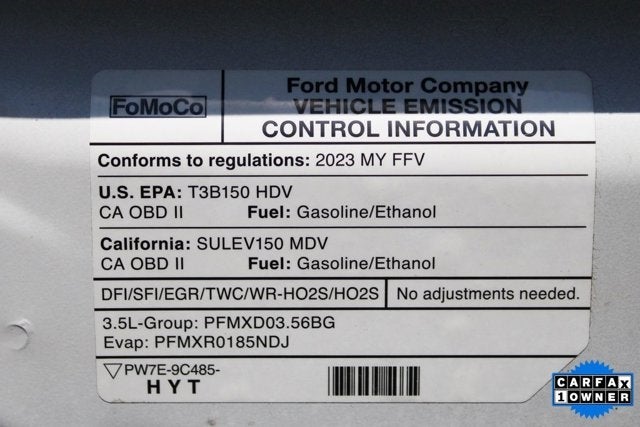 FoMoCo
Ford Motor Company
VEHICLE EMISSION
CONTROL INFORMATION
Conforms to regulations: 2023 MY FFV
U.S. EPA: T3B150 HDV
CA OBD II Fuel: Gasoline/Ethanol
California: SULEV150 MDV
CA OBD II Fuel: Gasoline/Ethanol
DFI/SFI/EGR/TWC/WR-HO2S/HO2S No adjustments needed.
3.5L-Group: PFMXD03.56BG
Evap: PFMXR0185NDJ
PW7E-9C485-
HYT
CARFAX
1 OWNER